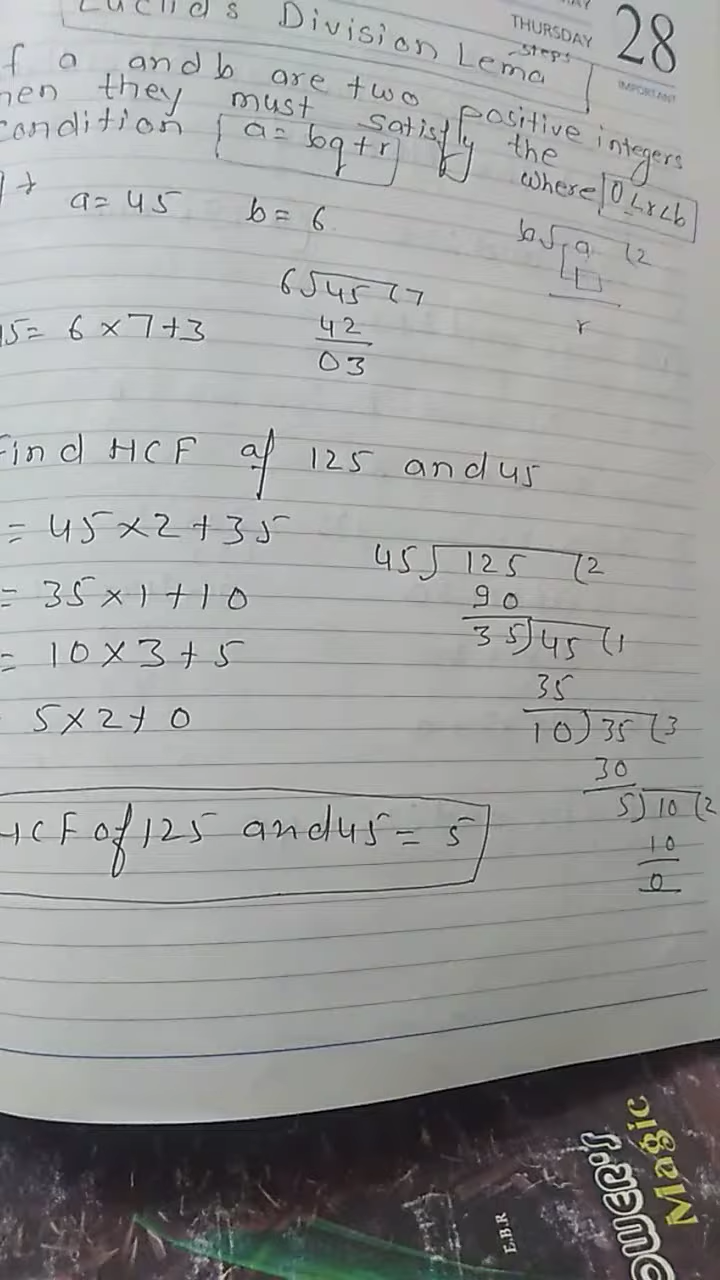 Euclid's Division Lema
steps
THURSDAY
28
IMPORTANT
f a and b are two positive integers
hen they must satisfy the
condition a = bq + r where 0 ≤ r < b
a = 45 b = 6
b a 2
r
6 45 7
42
03
5 = 6 × 7 + 3
Find HCF of 125 and 45
= 45 × 2 + 35
= 35 × 1 + 10
= 10 × 3 + 5
5 × 2 + 0
45 ) 125 ( 2
90
35 ) 45 ( 1
35
10 ) 35 ( 3
30
5 ) 10 ( 2
10
0
HCF of 125 and 45 = 5
E.B.R
Magic